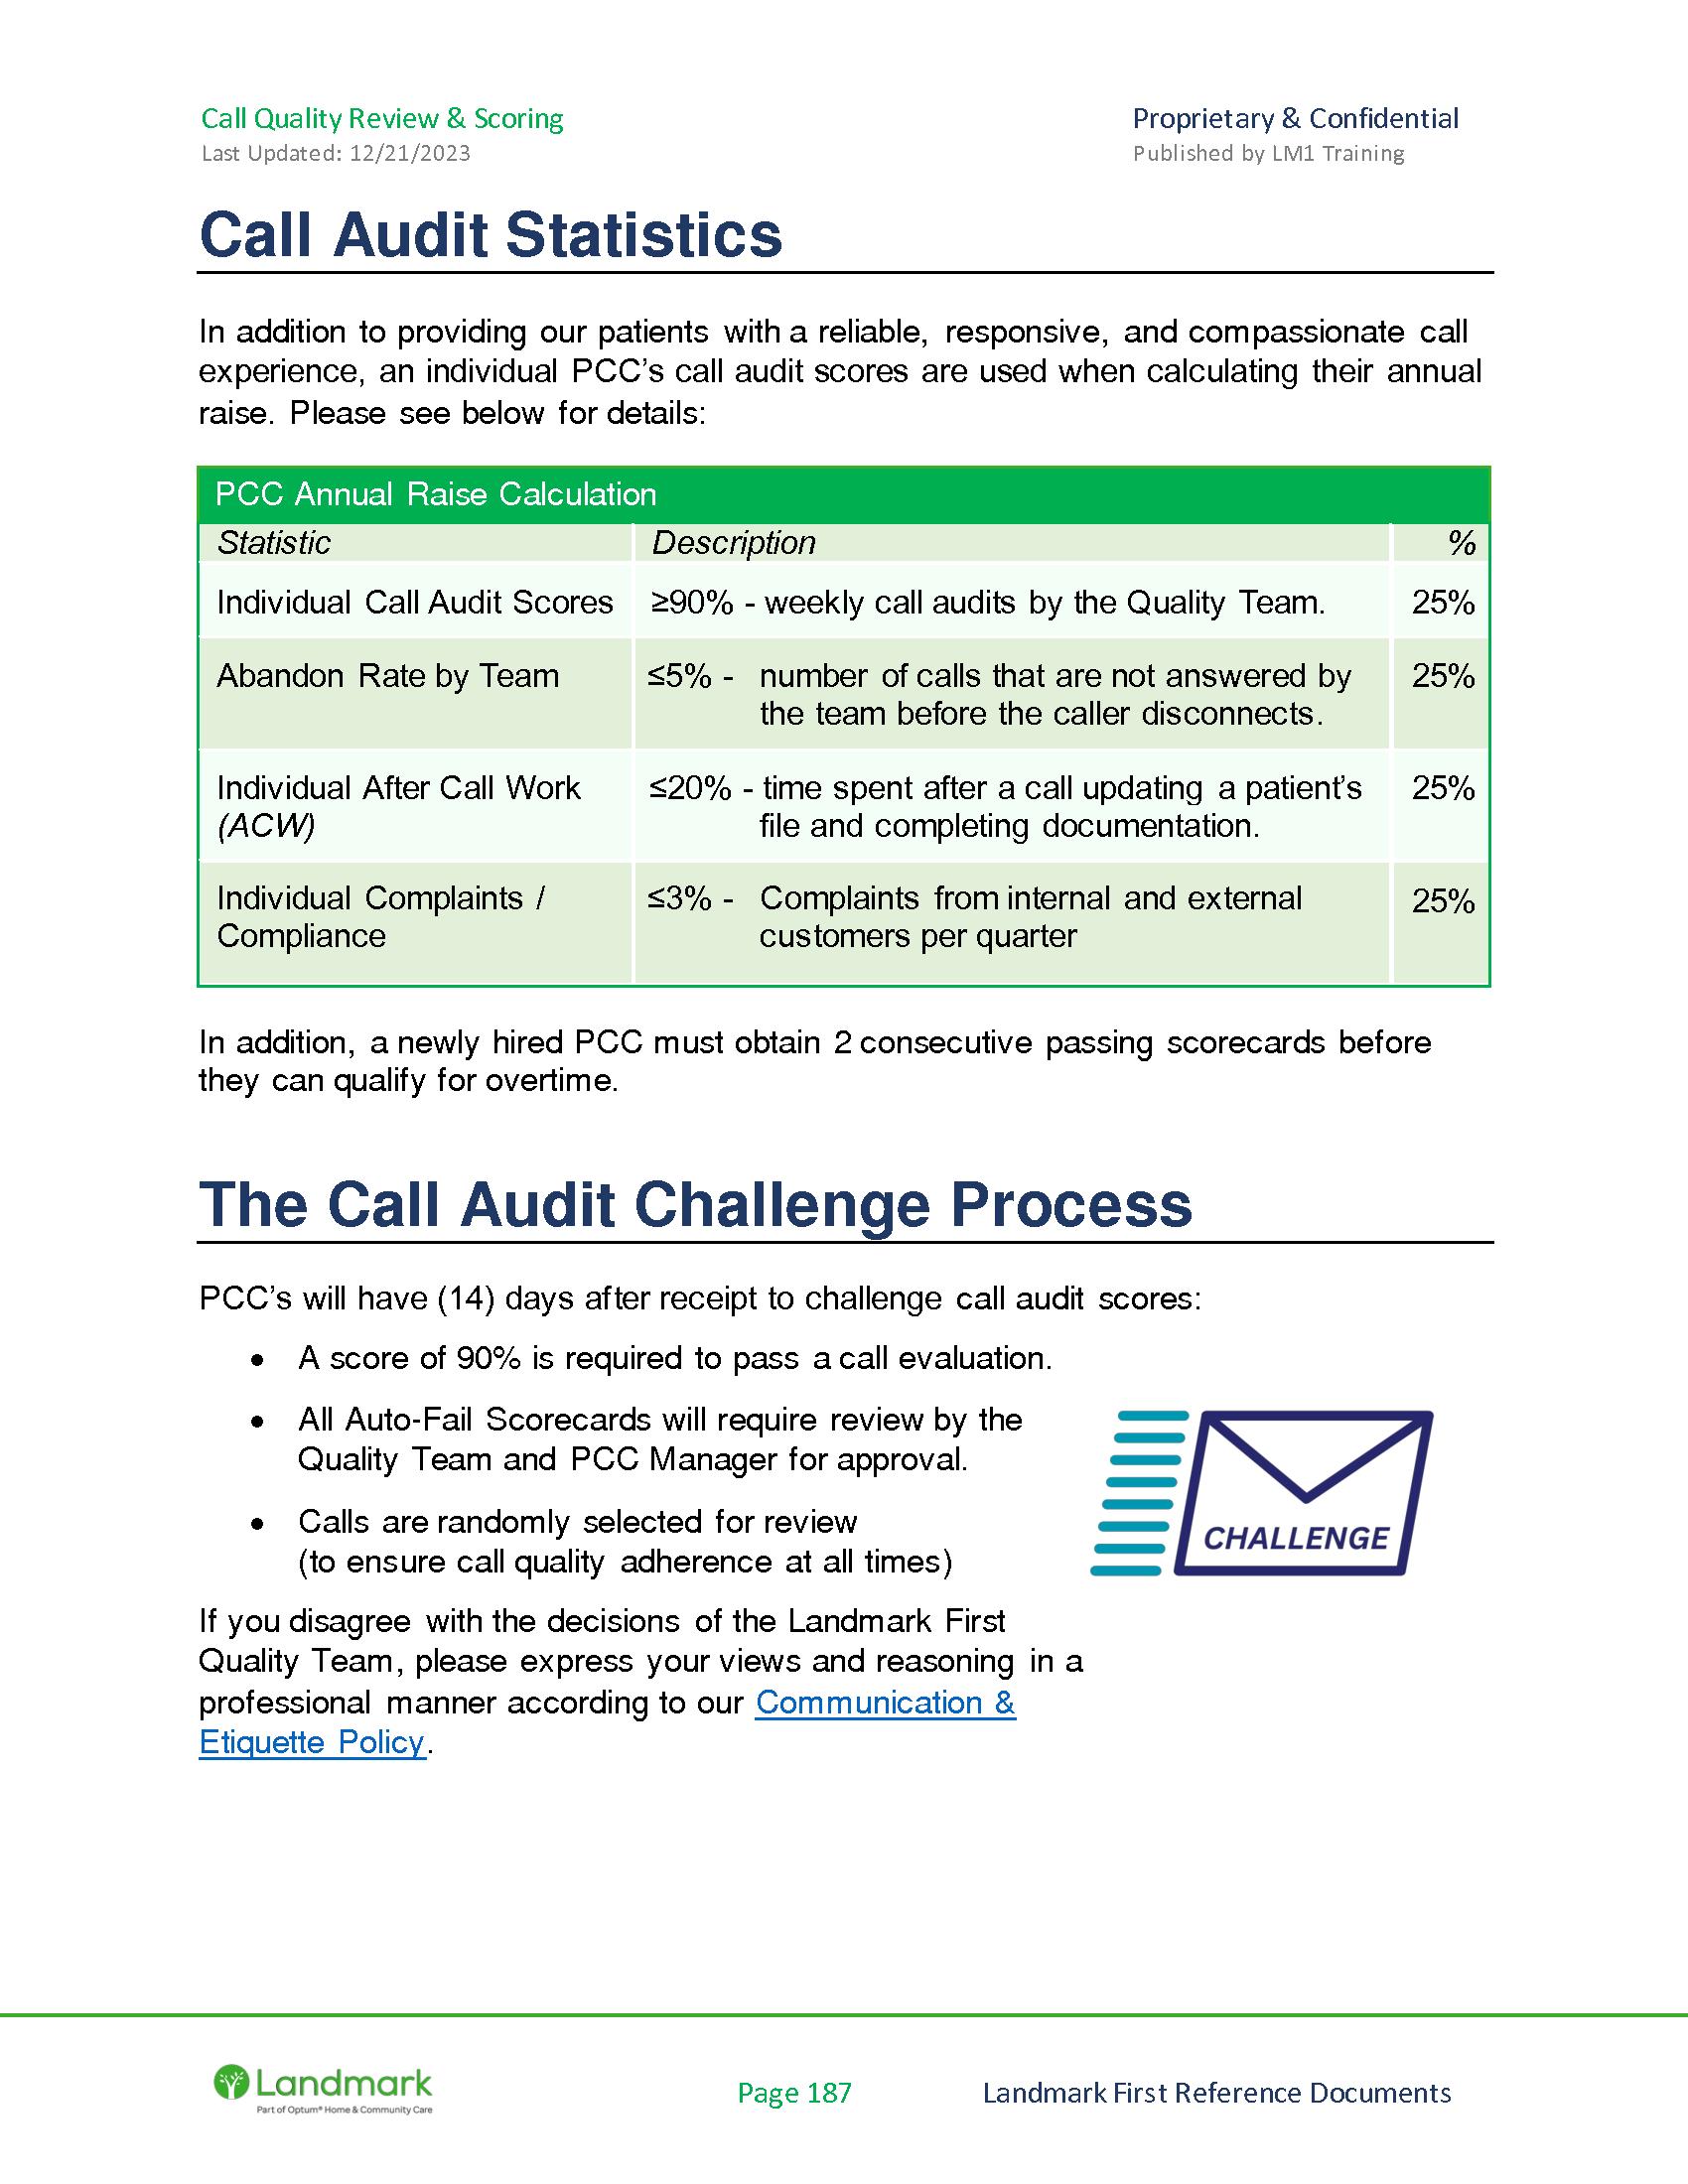 Call Quality Review & Scoring
Proprietary & Confidential
Last Updated: 12/21/2023
Published by LM1 Training
Call Audit Statistics
In addition to providing our patients with a reliable, responsive, and compassionate call
experience, an individual PCC's call audit scores are used when calculating their annual
raise. Please see below for details:
PCC Annual Raise Calculation
Statistic Description %
Individual Call Audit Scores ≥90% - weekly call audits by the Quality Team. 25%
Abandon Rate by Team ≤5% - number of calls that are not answered by 25%
the team before the caller disconnects.
Individual After Call Work ≤20% - time spent after a call updating a patient's 25%
(ACW) file and completing documentation.
Individual Complaints / ≤3% - Complaints from internal and external 25%
Compliance customers per quarter
In addition, a newly hired PCC must obtain 2 consecutive passing scorecards before
they can qualify for overtime.
The Call Audit Challenge Process
PCC's will have (14) days after receipt to challenge call audit scores:
• A score of 90% is required to pass a call evaluation.
• All Auto-Fail Scorecards will require review by the
Quality Team and PCC Manager for approval.
• Calls are randomly selected for review
(to ensure call quality adherence at all times)
CHALLENGE
If you disagree with the decisions of the Landmark First
Quality Team, please express your views and reasoning in a
professional manner according to our Communication &
Etiquette Policy.
Landmark
Part of Optum® Home & Community Care
Page 187
Landmark First Reference Documents